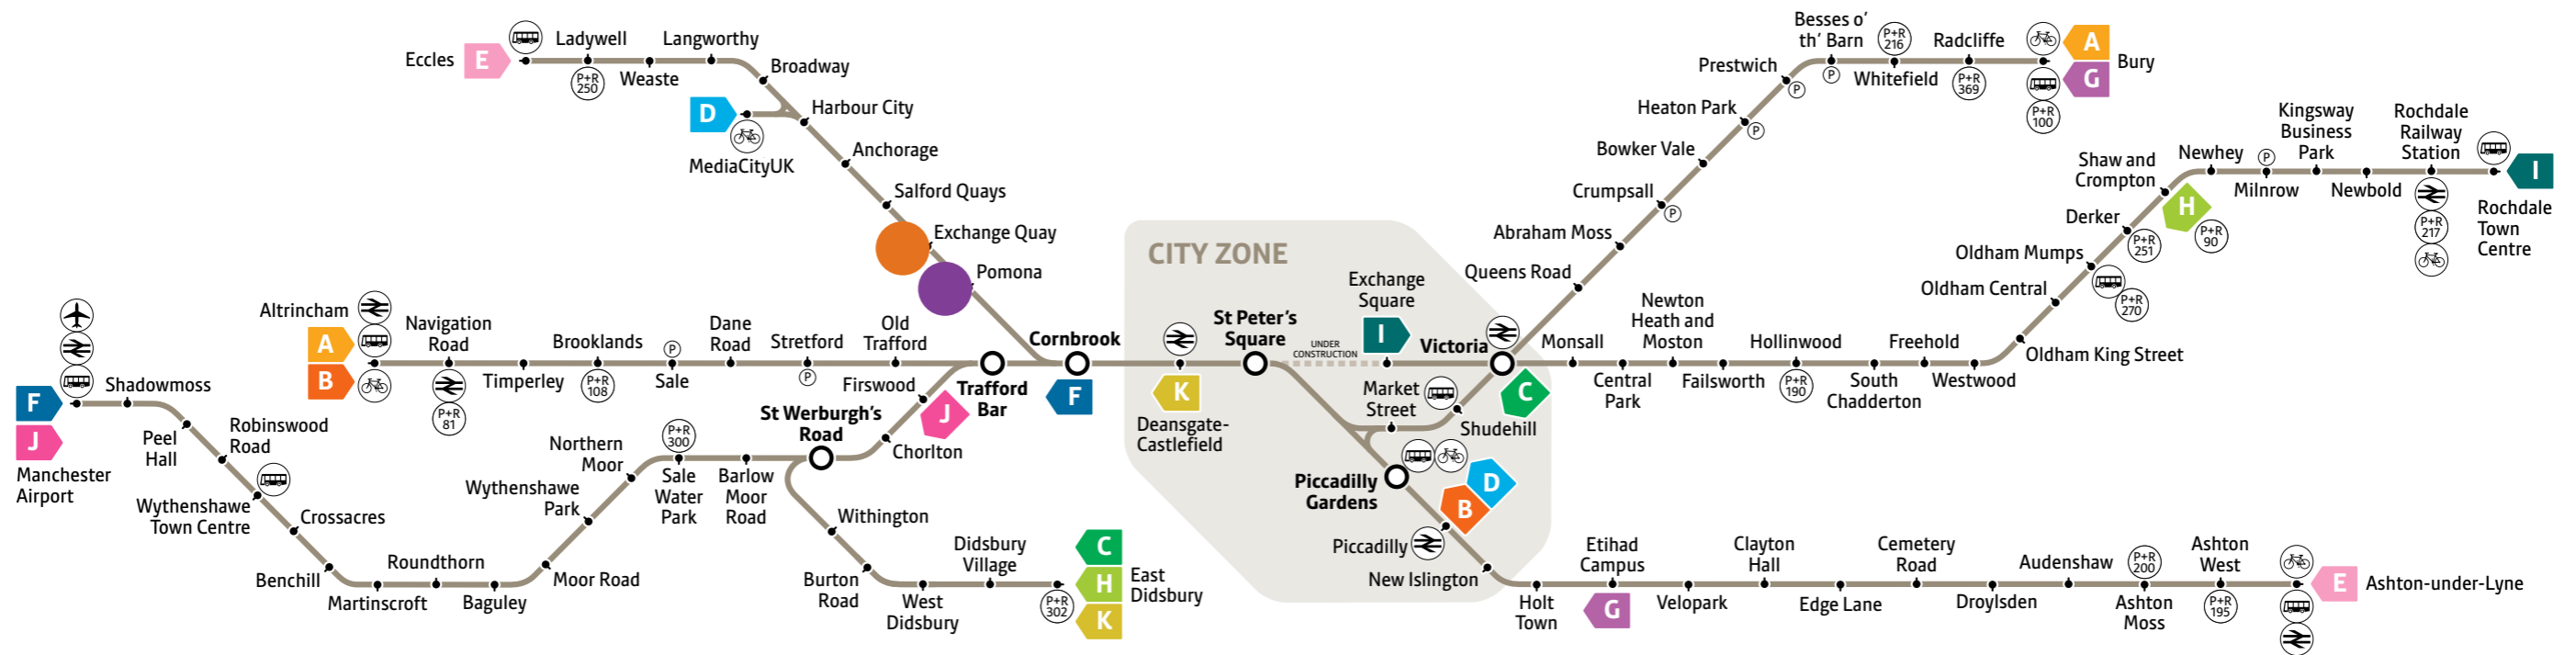 Eccles
E
Ladywell
P+R
250
Weaste
Langworthy
Broadway
D
MediaCityUK
Harbour City
Anchorage
Salford Quays
Exchange Quay
Pomona
Altrincham
A
B
Navigation
Road
P+R
81
Timperley
Brooklands
P+R
108
P
Sale
Dane
Road
Stretford
P
Old
Trafford
Trafford
Bar
Cornbrook
F
F
J
Manchester
Airport
Shadowmoss
Peel
Hall
Robinswood
Road
Wythenshawe
Town Centre
Crossacres
Benchill
Martinscroft
Roundthorn
Baguley
Moor Road
Wythenshawe
Park
Northern
Moor
P+R
300
Sale
Water
Park
Barlow
Moor
Road
St Werburgh's
Road
Chorlton
Firswood
J
Withington
Burton
Road
West
Didsbury
Didsbury
Village
P+R
302
C
H
K
East
Didsbury
CITY ZONE
K
Deansgate-
Castlefield
St Peter's
Square
UNDER
CONSTRUCTION
Exchange
Square
I
Victoria
C
Market
Street
Shudehill
Piccadilly
Gardens
D
B
Piccadilly
New Islington
Holt
Town
Etihad
Campus
G
Velopark
Clayton
Hall
Edge Lane
Cemetery
Road
Droylsden
Audenshaw
P+R
200
Ashton
Moss
Ashton
West
P+R
195
E
Ashton-under-Lyne
Queens Road
Abraham Moss
Crumpsall
P
Bowker Vale
Heaton Park
P
Prestwich
P
Besses o'
th' Barn
P
P+R
216
Whitefield
Radcliffe
P+R
369
P+R
100
A
G
Bury
Monsall
Central
Park
Newton
Heath and
Moston
Failsworth
Hollinwood
P+R
190
South
Chadderton
Freehold
Westwood
Oldham King Street
Oldham Central
Oldham Mumps
P+R
270
Derker
P+R
251
Shaw and
Crompton
H
P+R
90
Newhey
P
Milnrow
Kingsway
Business
Park
Newbold
Rochdale
Railway
Station
P+R
217
I
Rochdale
Town
Centre